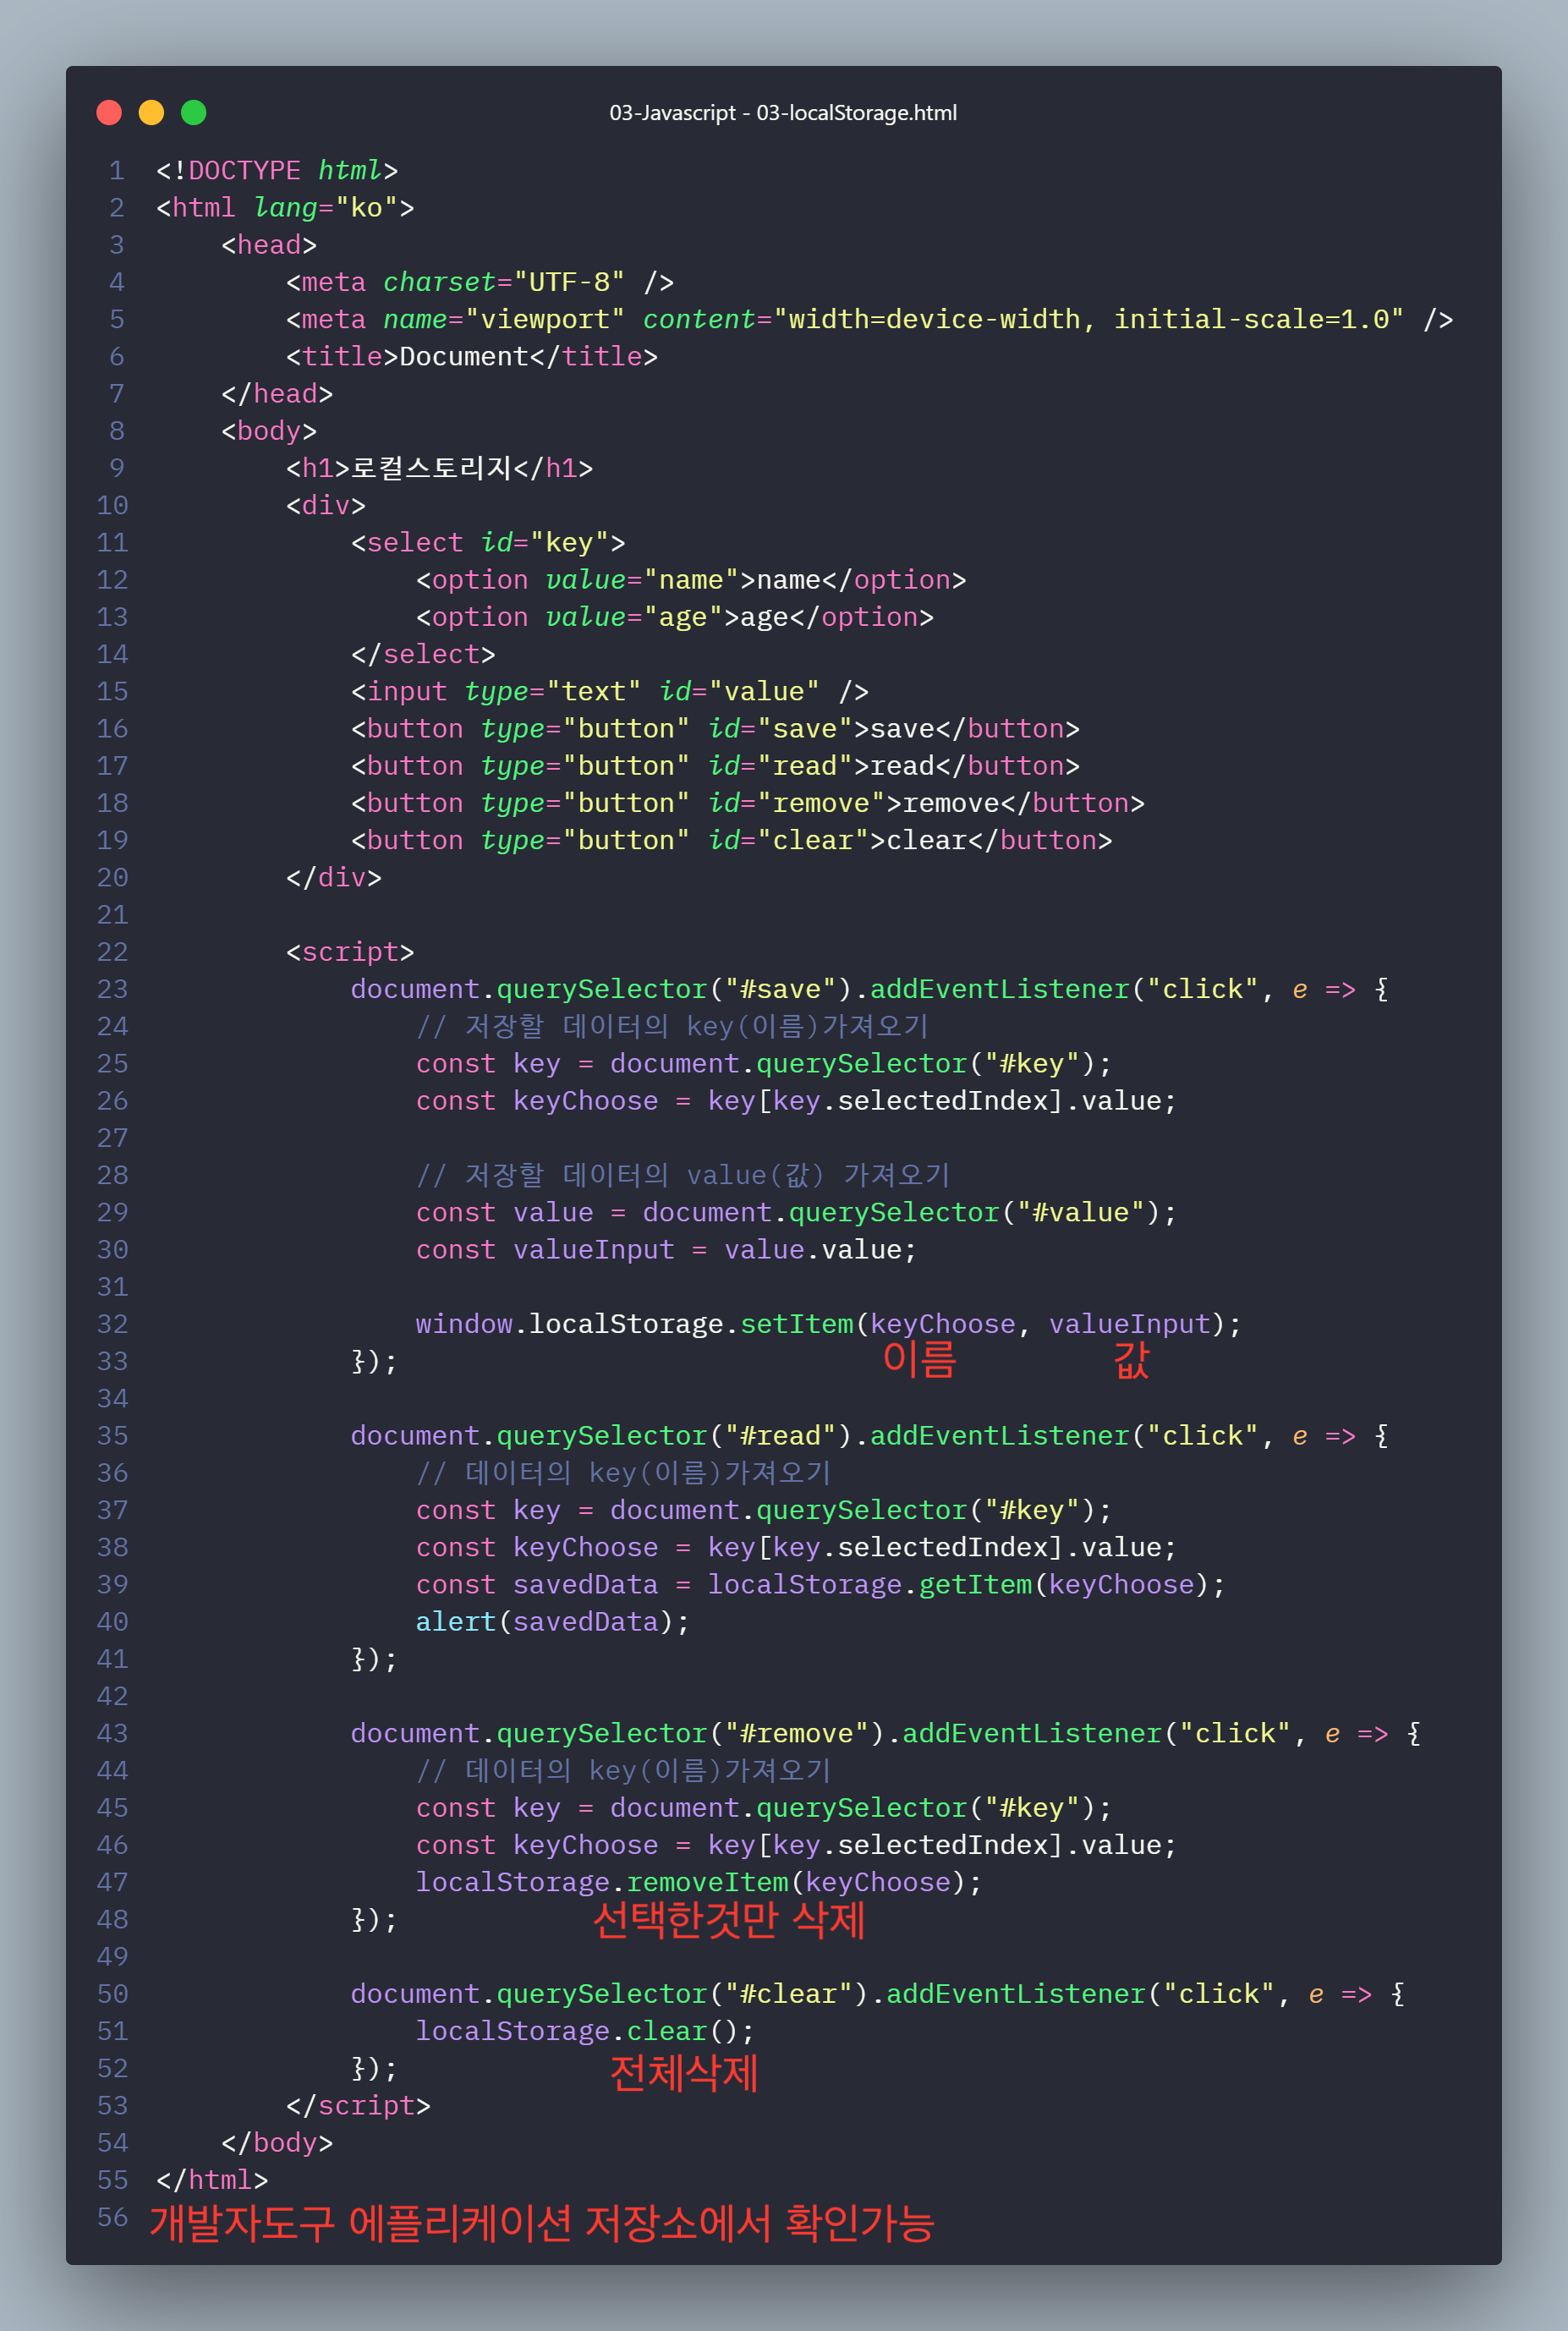 03-Javascript - 03-localStorage.html
1 <!DOCTYPE html>
2 <html lang="ko">
3     <head>
4         <meta charset="UTF-8" />
5         <meta name="viewport" content="width=device-width, initial-scale=1.0" />
6         <title>Document</title>
7     </head>
8     <body>
9         <h1>로컬스토리지</h1>
10         <div>
11             <select id="key">
12                 <option value="name">name</option>
13                 <option value="age">age</option>
14             </select>
15             <input type="text" id="value" />
16             <button type="button" id="save">save</button>
17             <button type="button" id="read">read</button>
18             <button type="button" id="remove">remove</button>
19             <button type="button" id="clear">clear</button>
20         </div>
21
22         <script>
23             document.querySelector("#save").addEventListener("click", e => {
24                 // 저장할 데이터의 key(이름)가져오기
25                 const key = document.querySelector("#key");
26                 const keyChoose = key[key.selectedIndex].value;
27
28                 // 저장할 데이터의 value(값) 가져오기
29                 const value = document.querySelector("#value");
30                 const valueInput = value.value;
31
32                 window.localStorage.setItem(keyChoose, valueInput);
33             }); 이름 값
34
35             document.querySelector("#read").addEventListener("click", e => {
36                 // 데이터의 key(이름)가져오기
37                 const key = document.querySelector("#key");
38                 const keyChoose = key[key.selectedIndex].value;
39                 const savedData = localStorage.getItem(keyChoose);
40                 alert(savedData);
41             });
42
43             document.querySelector("#remove").addEventListener("click", e => {
44                 // 데이터의 key(이름)가져오기
45                 const key = document.querySelector("#key");
46                 const keyChoose = key[key.selectedIndex].value;
47                 localStorage.removeItem(keyChoose);
48             }); 선택한것만 삭제
49
50             document.querySelector("#clear").addEventListener("click", e => {
51                 localStorage.clear();
52             }); 전체삭제
53         </script>
54     </body>
55 </html>
56 개발자도구 에플리케이션 저장소에서 확인가능